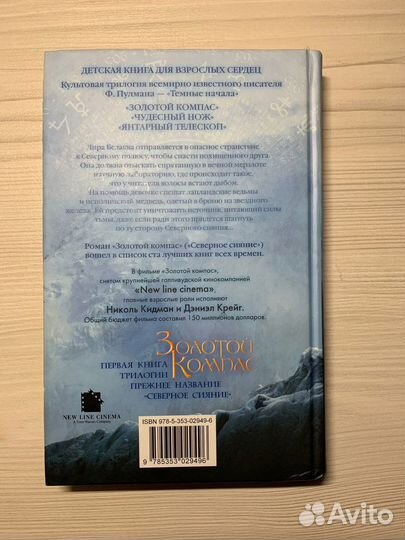 ДЕТСКАЯ КНИГА ДЛЯ ВЗРОСЛЫХ СЕРДЕЦ
Культовая трилогия всемирно известного писателя
Ф. Пулмана — «Темные начала»
«ЗОЛОТОЙ КОМПАС»
«ЧУДЕСНЫЙ НОЖ»
«ЯНТАРНЫЙ ТЕЛЕСКОП»
Лира Белаква отправляется в опасное странствие
к Северному полюсу, чтобы спасти похищенного друга.
Она должна отыскать спрятанную в вечной мерзлоте
научную лабораторию, где происходит такое,
что у читателя волосы встают дыбом.
На помощь девочке спешат лапландские ведьмы
и исполинский медведь, одетый в броню из звездного
железа. Ей предстоит уничтожить источник, питающий силы
тьмы, даже если ради этого придется шагнуть
по ту сторону Северного сияния...
Роман «Золотой компас» («Северное сияние»)
вошел в список ста лучших книг всех времен.
В фильме «Золотой компас»,
снятом крупнейшей голливудской кинокомпанией
«New line cinema»,
главные взрослые роли исполняют
Николь Кидман и Дэниэл Крейг.
Общий бюджет фильма составил 150 миллионов долларов.
ЗОЛОТОЙ
КОМПАС
ПЕРВАЯ КНИГА
ТРИЛОГИИ
ПРЕЖНЕЕ НАЗВАНИЕ
«СЕВЕРНОЕ СИЯНИЕ»
NEW LINE CINEMA
A Time Warner Company
ISBN 978-5-353-02949-6
9 785353 029496
Avito